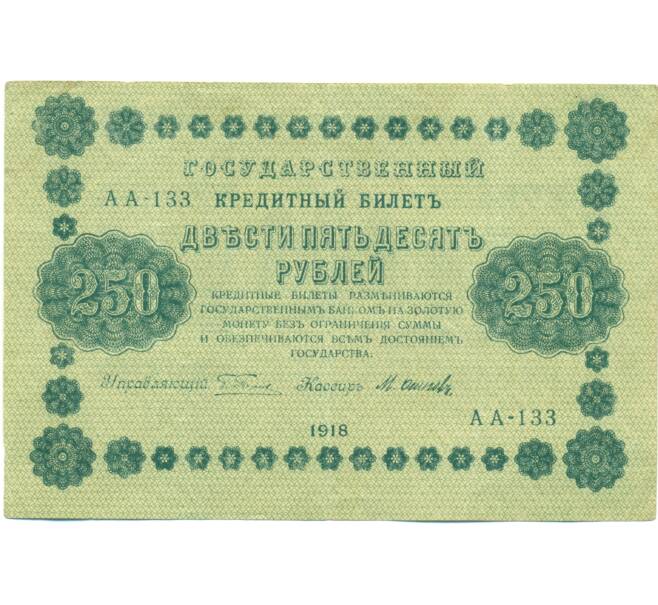 ГОСУДАРСТВЕННЫЙ
АА-133 КРЕДИТНЫЙ БИЛЕТЪ
ДВѢСТИ ПЯТЬДЕСЯТЪ
РУБЛЕЙ
250 250
КРЕДИТНЫЕ БИЛЕТЫ РАЗМѢНИВАЮТСЯ
ГОСУДАРСТВЕННЫМЪ БАНКОМЪ НА ЗОЛОТУЮ
МОНЕТУ БЕЗЪ ОГРАНИЧЕНІЯ СУММЫ
И ОБЕЗПЕЧИВАЮТСЯ ВСѢМЪ ДОСТОЯНІЕМЪ
ГОСУДАРСТВА.
Управляющій Кассиръ
1918
АА-133